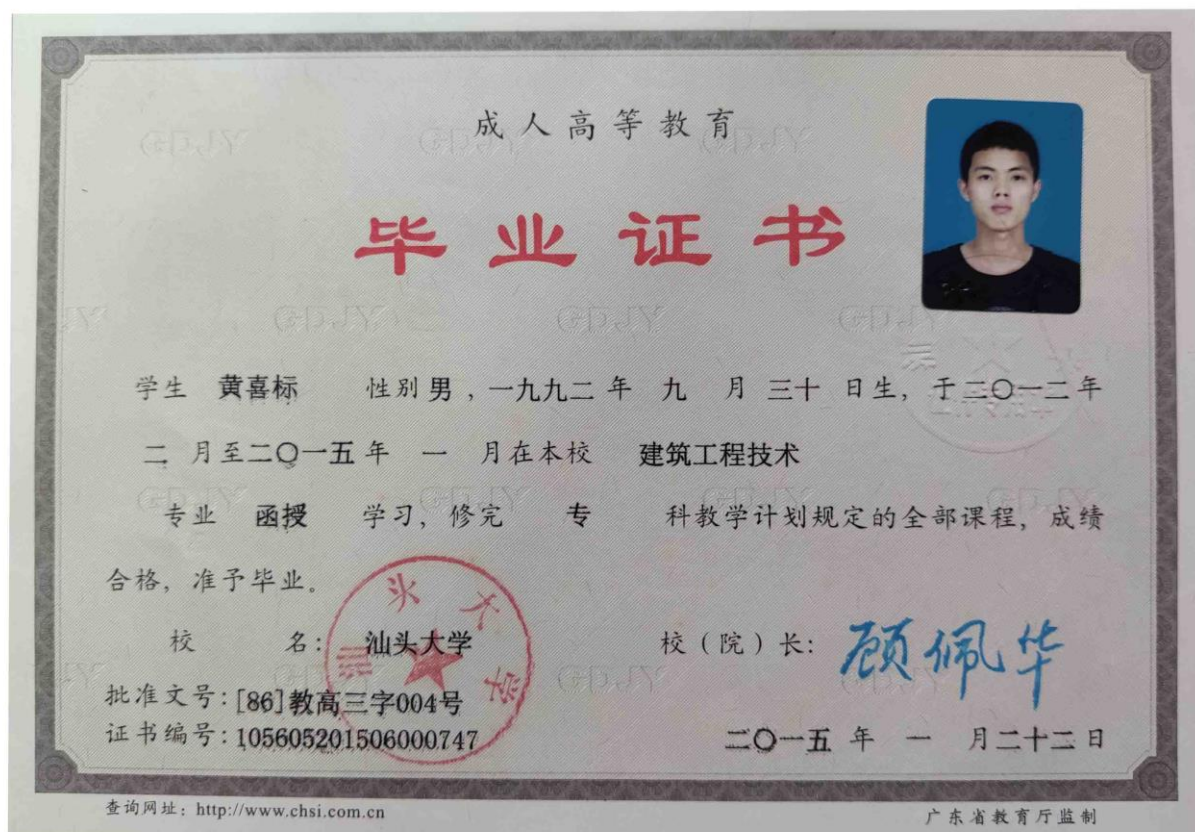 成人高等教育
毕业证书
学生 黄喜标 性别 男，一九九二 年 九 月 三十 日生，于二〇一二年
二 月至二〇一五年 一 月在本校 建筑工程技术
专业 函授 学习，修完 专 科教学计划规定的全部课程，成绩
合格，准予毕业。
校 名：汕头大学 校（院）长：顾佩华
批准文号：[86]教高三字004号
证书编号：105605201506000747 二〇一五 年 一 月二十二日
查询网址：http://www.chsi.com.cn 广东省教育厅监制
汕头大学
GDJY